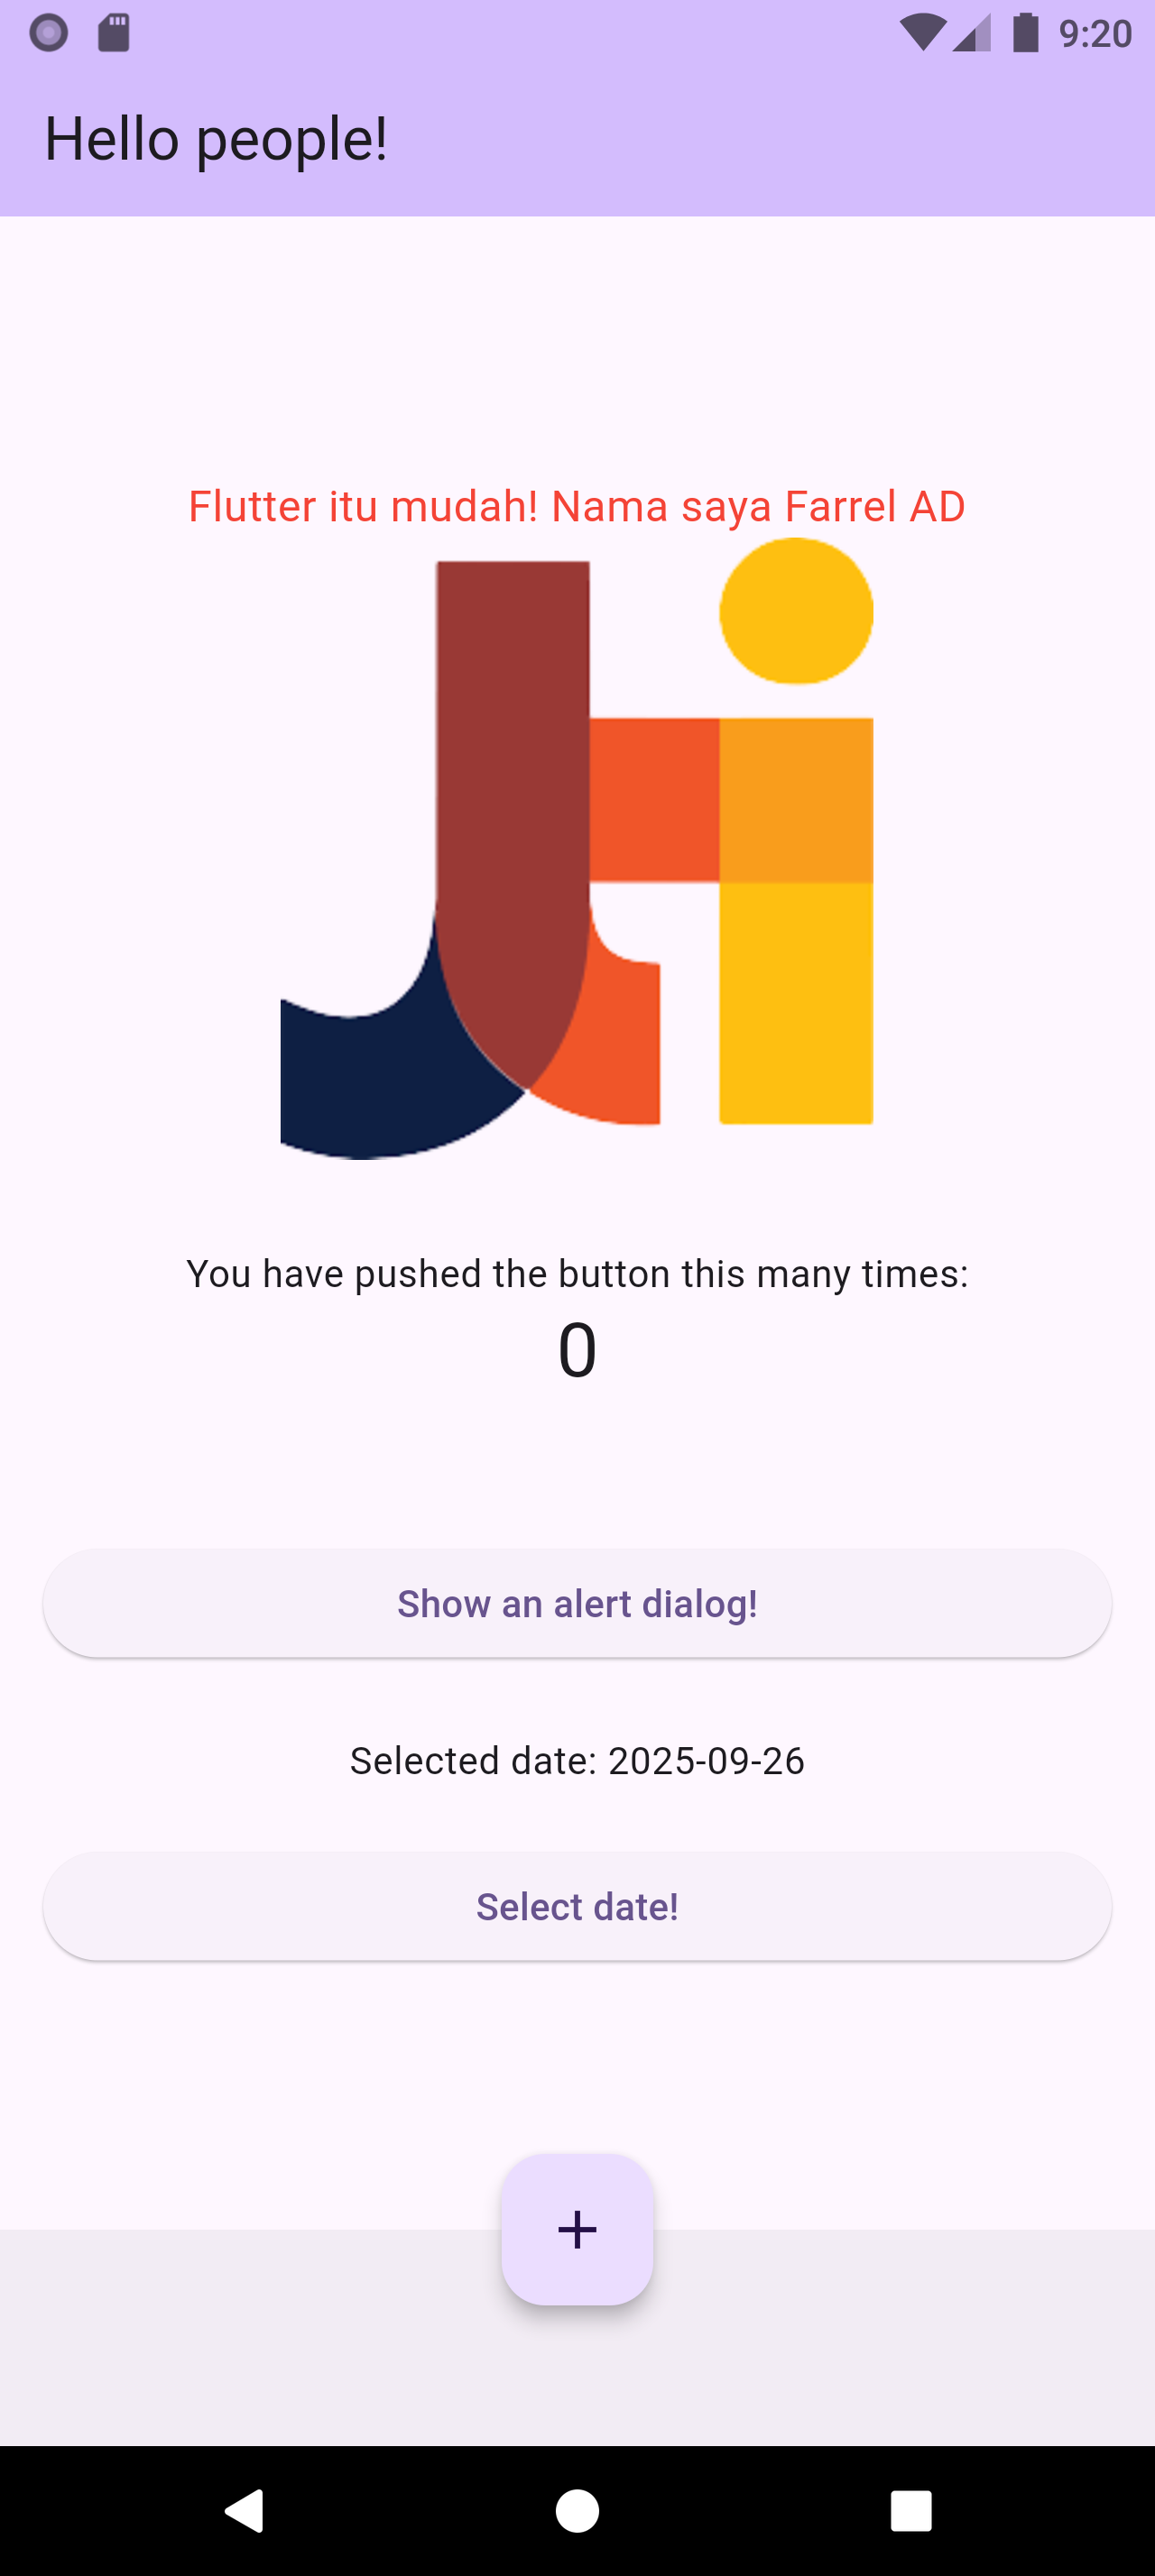 9:20
Hello people!
Flutter itu mudah! Nama saya Farrel AD
You have pushed the button this many times:
0
Show an alert dialog!
Selected date: 2025-09-26
Select date!
+